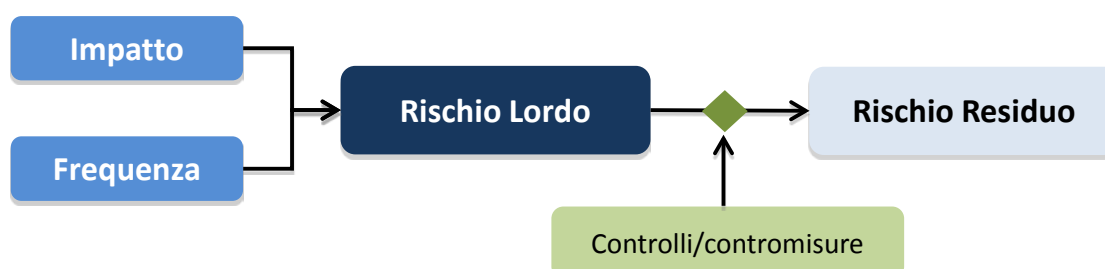 Impatto
Frequenza
Rischio Lordo
Rischio Residuo
Controlli/contromisure